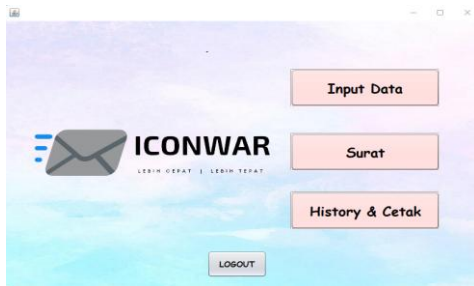 Input Data
ICONWAR
LEBIH CEPAT | LEBIH TEPAT
Surat
History & Cetak
LOGOUT